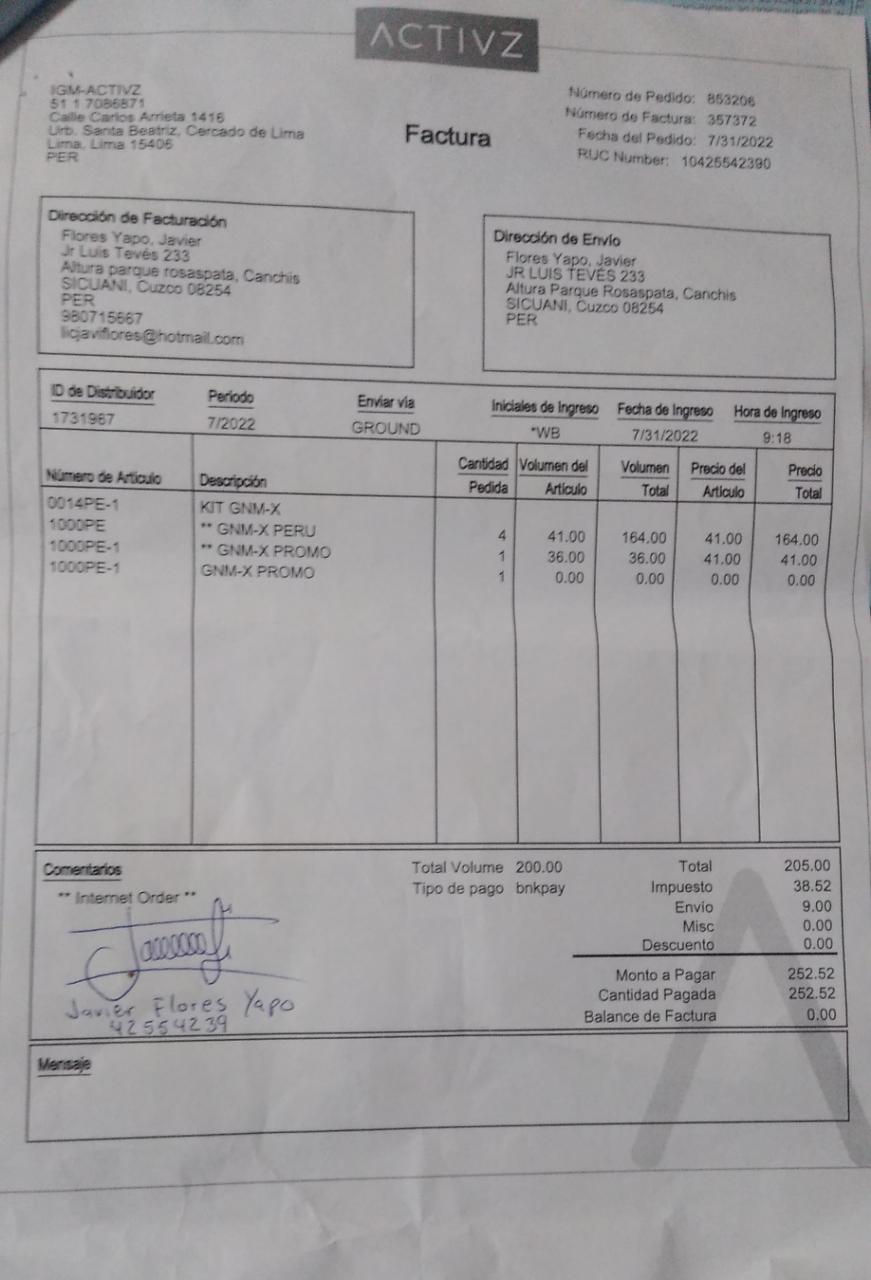 ACTIVZ
IGM-ACTIVZ
51 1 7086871
Calle Carlos Arrieta 1416
Urb. Santa Beatriz, Cercado de Lima
Lima, Lima 15406
PER
Factura
Número de Pedido: 853206
Número de Factura: 357372
Fecha del Pedido: 7/31/2022
RUC Number: 10425542390
Dirección de Facturación
Flores Yapo, Javier
Jr Luis Tevés 233
Altura parque rosaspata, Canchis
SICUANI, Cuzco 08254
PER
980715667
licjaviflores@hotmail.com
Dirección de Envío
Flores Yapo, Javier
JR LUIS TEVÉS 233
Altura Parque Rosaspata, Canchis
SICUANI, Cuzco 08254
PER
ID de Distribuidor Periodo Enviar vía Iniciales de Ingreso Fecha de Ingreso Hora de Ingreso
1731967 7/2022 GROUND *WB 7/31/2022 9:18
Número de Artículo Descripción Cantidad Pedida Volumen del Artículo Volumen Total Precio del Artículo Precio Total
0014PE-1 KIT GNM-X
1000PE ** GNM-X PERU 4 41.00 164.00 41.00 164.00
1000PE-1 ** GNM-X PROMO 1 36.00 36.00 41.00 41.00
1000PE-1 GNM-X PROMO 1 0.00 0.00 0.00 0.00
Comentarios
** Internet Order **
Javier Flores Yapo
42554239
Total Volume 200.00
Tipo de pago bnkpay
Total 205.00
Impuesto 38.52
Envío 9.00
Misc 0.00
Descuento 0.00
Monto a Pagar 252.52
Cantidad Pagada 252.52
Balance de Factura 0.00
Mensaje